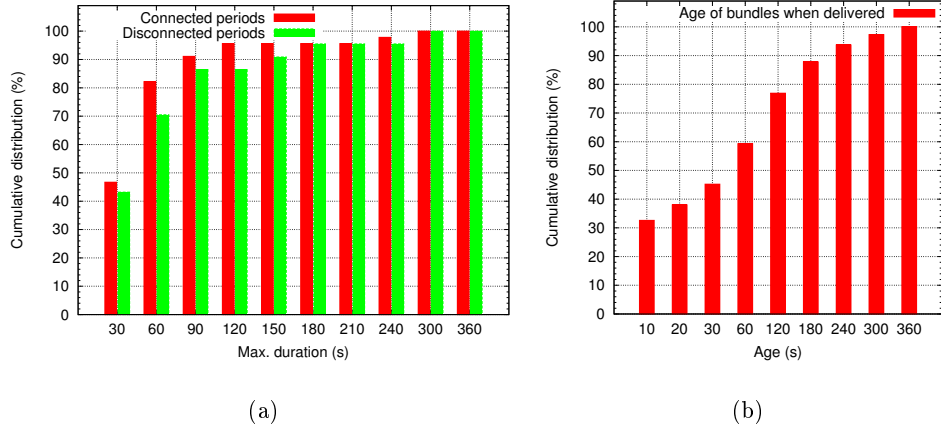 Connected periods
Disconnected periods
Cumulative distribution (%)
100
90
80
70
60
50
40
30
20
10
0
30 60 90 120 150 180 210 240 300 360
Max. duration (s)
(a)
Age of bundles when delivered
Cumulative distribution (%)
100
90
80
70
60
50
40
30
20
10
0
10 20 30 60 120 180 240 300 360
Age (s)
(b)